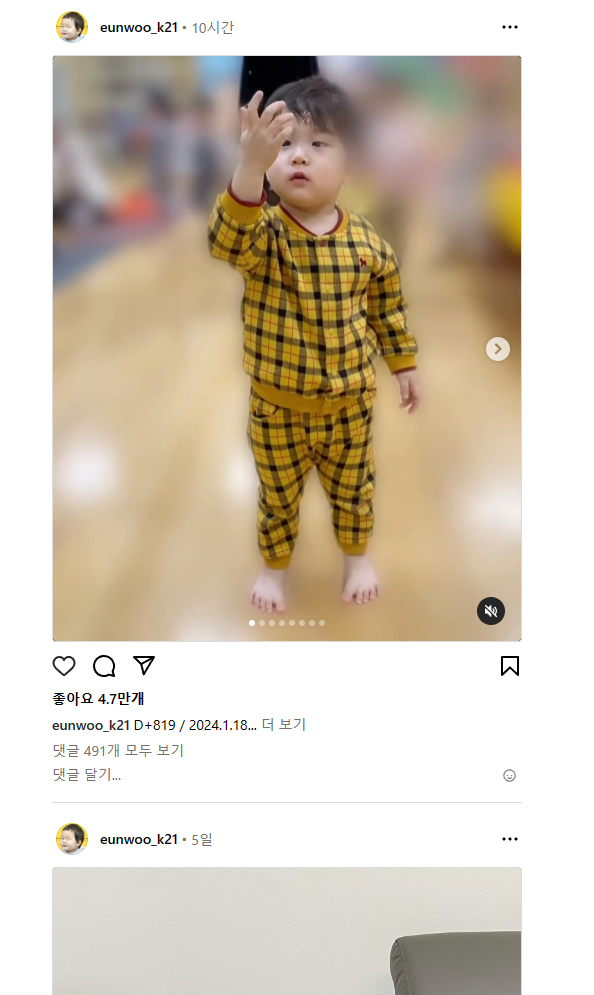 eunwoo_k21 • 10시간
좋아요 4.7만개
eunwoo_k21 D+819 / 2024.1.18... 더 보기
댓글 491개 모두 보기
댓글 달기...
eunwoo_k21 • 5일